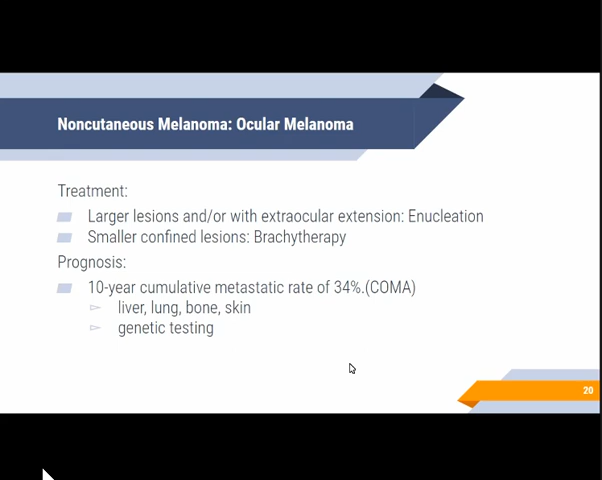 Noncutaneous Melanoma: Ocular Melanoma
Treatment:
Larger lesions and/or with extraocular extension: Enucleation
Smaller confined lesions: Brachytherapy
Prognosis:
10-year cumulative metastatic rate of 34%.(COMA)
liver, lung, bone, skin
genetic testing
20